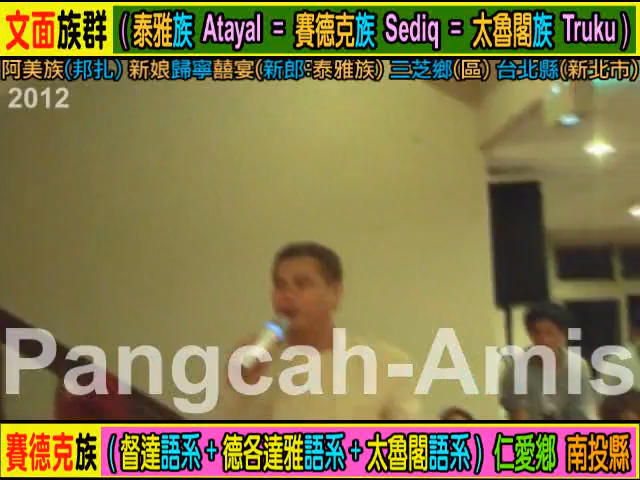 文面族群 (泰雅族 Atayal = 賽德克族 Sediq = 太魯閣族 Truku)
阿美族(邦扎) 新娘歸寧囍宴(新郎:泰雅族) 三芝鄉(區) 台北縣(新北市)
2012
Pangcah-Amis
賽德克族 (督達語系+德各達雅語系+太魯閣語系) 仁愛鄉 南投縣